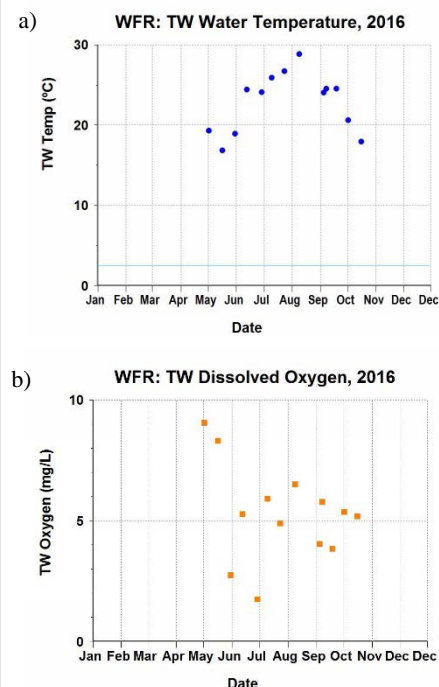 a)
WFR: TW Water Temperature, 2016
TW Temp (ºC)
30
20
10
0
Jan Feb Mar Apr May Jun Jul Aug Sep Oct Nov Dec Dec
Date
b)
WFR: TW Dissolved Oxygen, 2016
TW Oxygen (mg/L)
10
5
0
Jan Feb Mar Apr May Jun Jul Aug Sep Oct Nov Dec Dec
Date